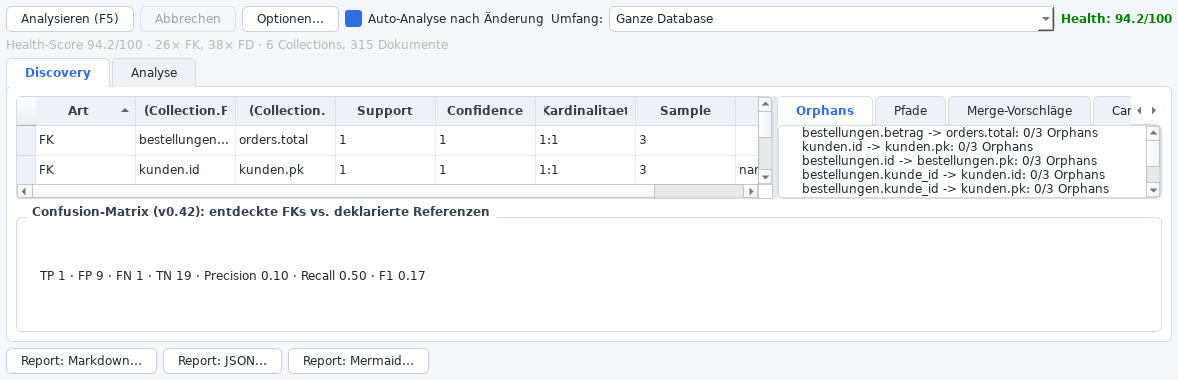 Analysieren (F5) Abbrechen Optionen... Auto-Analyse nach Änderung Umfang: Ganze Database Health: 94.2/100
Health-Score 94.2/100 · 26× FK, 38× FD · 6 Collections, 315 Dokumente
Discovery Analyse
Art (Collection.F (Collection. Support Confidence Kardinalitaet Sample
FK bestellungen... orders.total 1 1 1:1 3
FK kunden.id kunden.pk 1 1 1:1 3 nar
Orphans Pfade Merge-Vorschläge Car
bestellungen.betrag -> orders.total: 0/3 Orphans
kunden.id -> kunden.pk: 0/3 Orphans
bestellungen.id -> bestellungen.pk: 0/3 Orphans
bestellungen.kunde_id -> kunden.id: 0/3 Orphans
bestellungen.kunde_id -> kunden.pk: 0/3 Orphans
Confusion-Matrix (v0.42): entdeckte FKs vs. deklarierte Referenzen
TP 1 · FP 9 · FN 1 · TN 19 · Precision 0.10 · Recall 0.50 · F1 0.17
Report: Markdown... Report: JSON... Report: Mermaid...